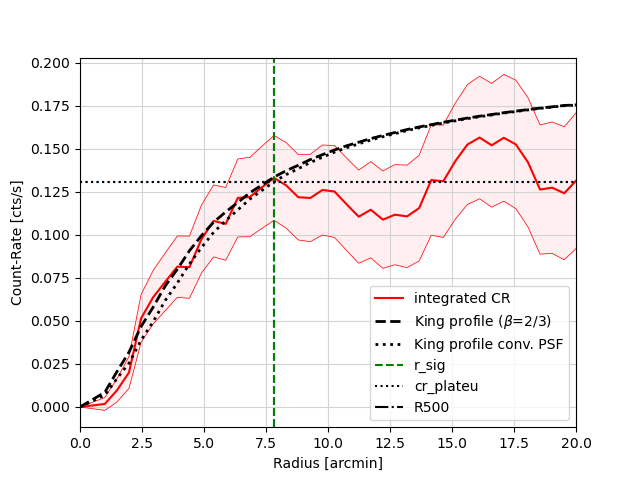 0.200
0.175
0.150
0.125
0.100
0.075
0.050
0.025
0.000
Count-Rate [cts/s]
integrated CR
King profile (β=2/3)
King profile conv. PSF
r_sig
cr_plateu
R500
0.0 2.5 5.0 7.5 10.0 12.5 15.0 17.5 20.0
Radius [arcmin]